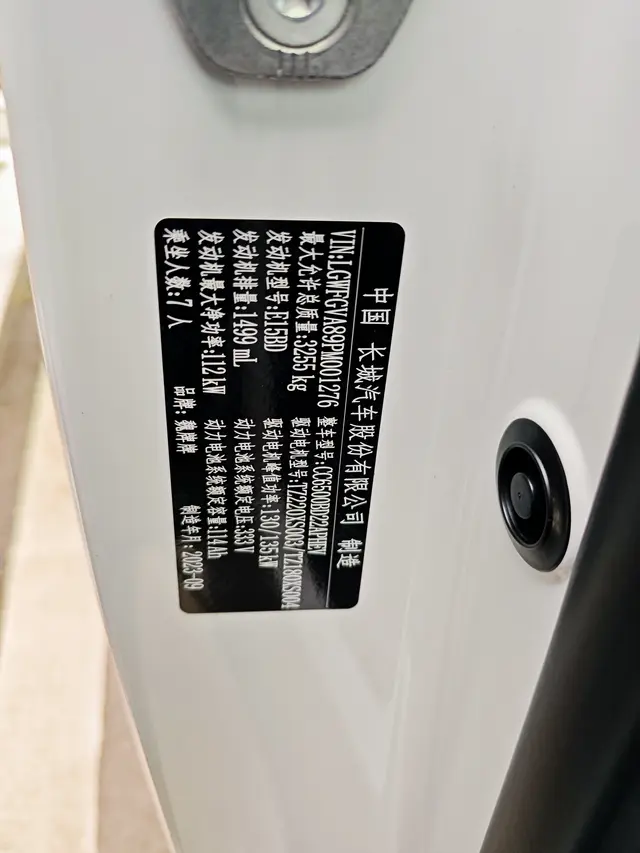 中国 长城汽车股份有限公司 制造
VIN:LGWFGVA89PM001276 整车型号:CC6500BD22APHEV
最大允许总质量:3255 kg 驱动电机型号:TZ220XS003/TZ180XS004
发动机型号:E15BD 驱动电机峰值功率:130/135 kW
发动机排量:1499 mL 动力电池系统额定电压:333 V
发动机最大净功率:112 kW 动力电池系统额定容量:114 Ah
乘坐人数:7 人 品牌:魏牌牌 制造年月:2023-09